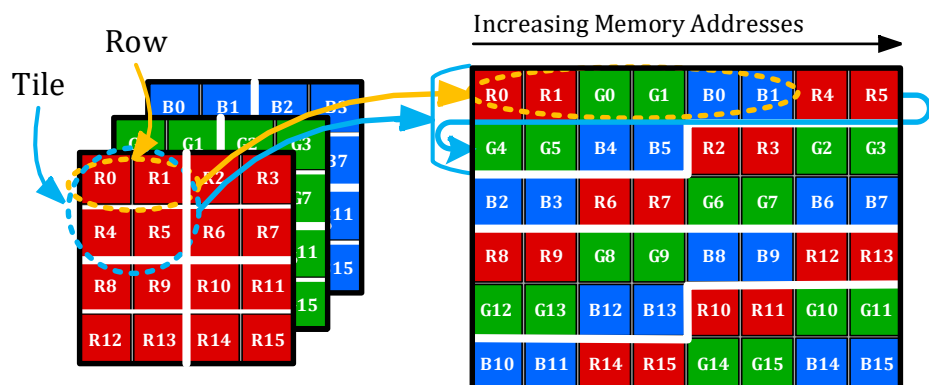 Increasing Memory Addresses
Row
Tile
B0 B1 B2 B3
G1 G2 G3
B7
R0 R1 R2 R3
G7
11
R4 R5 R6 R7
11
15
R8 R9 R10 R11
15
R12 R13 R14 R15
R0 R1 G0 G1 B0 B1 R4 R5
G4 G5 B4 B5 R2 R3 G2 G3
B2 B3 R6 R7 G6 G7 B6 B7
R8 R9 G8 G9 B8 B9 R12 R13
G12 G13 B12 B13 R10 R11 G10 G11
B10 B11 R14 R15 G14 G15 B14 B15